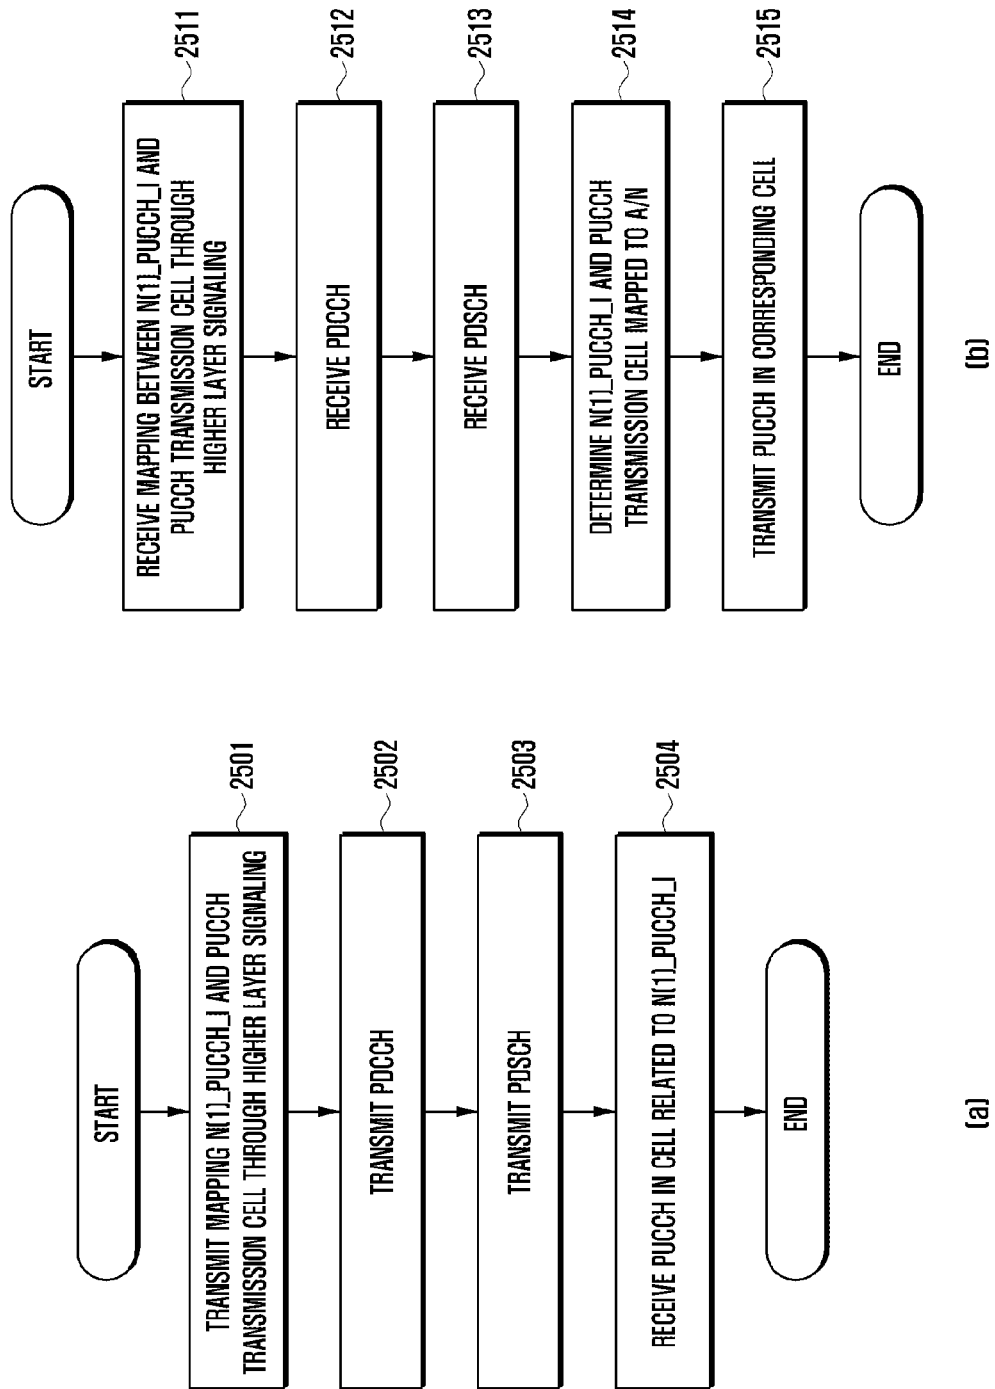 START
TRANSMIT MAPPING N(1)_PUCCH_I AND PUCCH
TRANSMISSION CELL THROUGH HIGHER LAYER SIGNALING
2501
TRANSMIT PDCCH
2502
TRANSMIT PDSCH
2503
RECEIVE PUCCH IN CELL RELATED TO N(1)_PUCCH_I
2504
END
(a)
START
RECEIVE MAPPING BETWEEN N(1)_PUCCH_I AND
PUCCH TRANSMISSION CELL THROUGH
HIGHER LAYER SIGNALING
2511
RECEIVE PDCCH
2512
RECEIVE PDSCH
2513
DETERMINE N(1)_PUCCH_I AND PUCCH
TRANSMISSION CELL MAPPED TO A/N
2514
TRANSMIT PUCCH IN CORRESPONDING CELL
2515
END
(b)